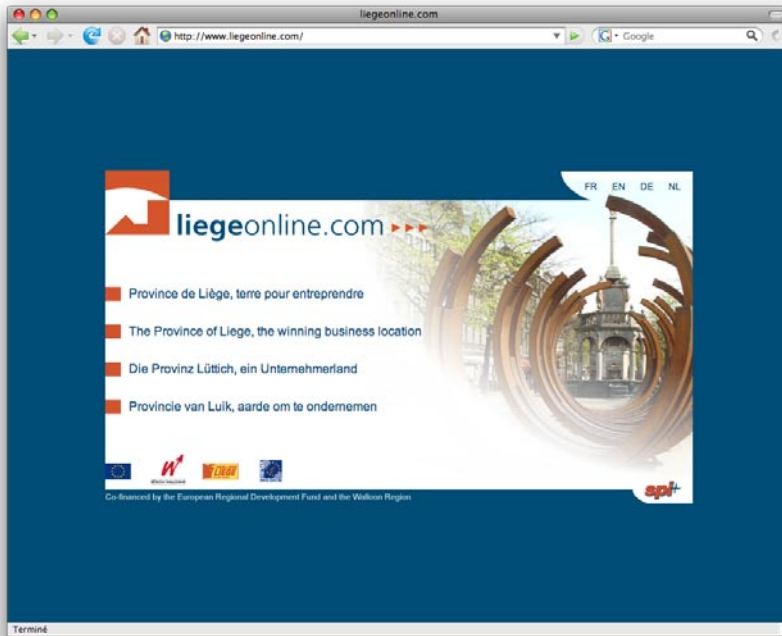 liegeonline.com
http://www.liegeonline.com/
G Google
FR EN DE NL
liegeonline.com
Province de Liège, terre pour entreprendre
The Province of Liege, the winning business location
Die Provinz Lüttich, ein Unternehmerland
Provincie van Luik, aarde om te ondernemen
W LIEGE
spi+
Co-financed by the European Regional Development Fund and the Walloon Region
Terminé